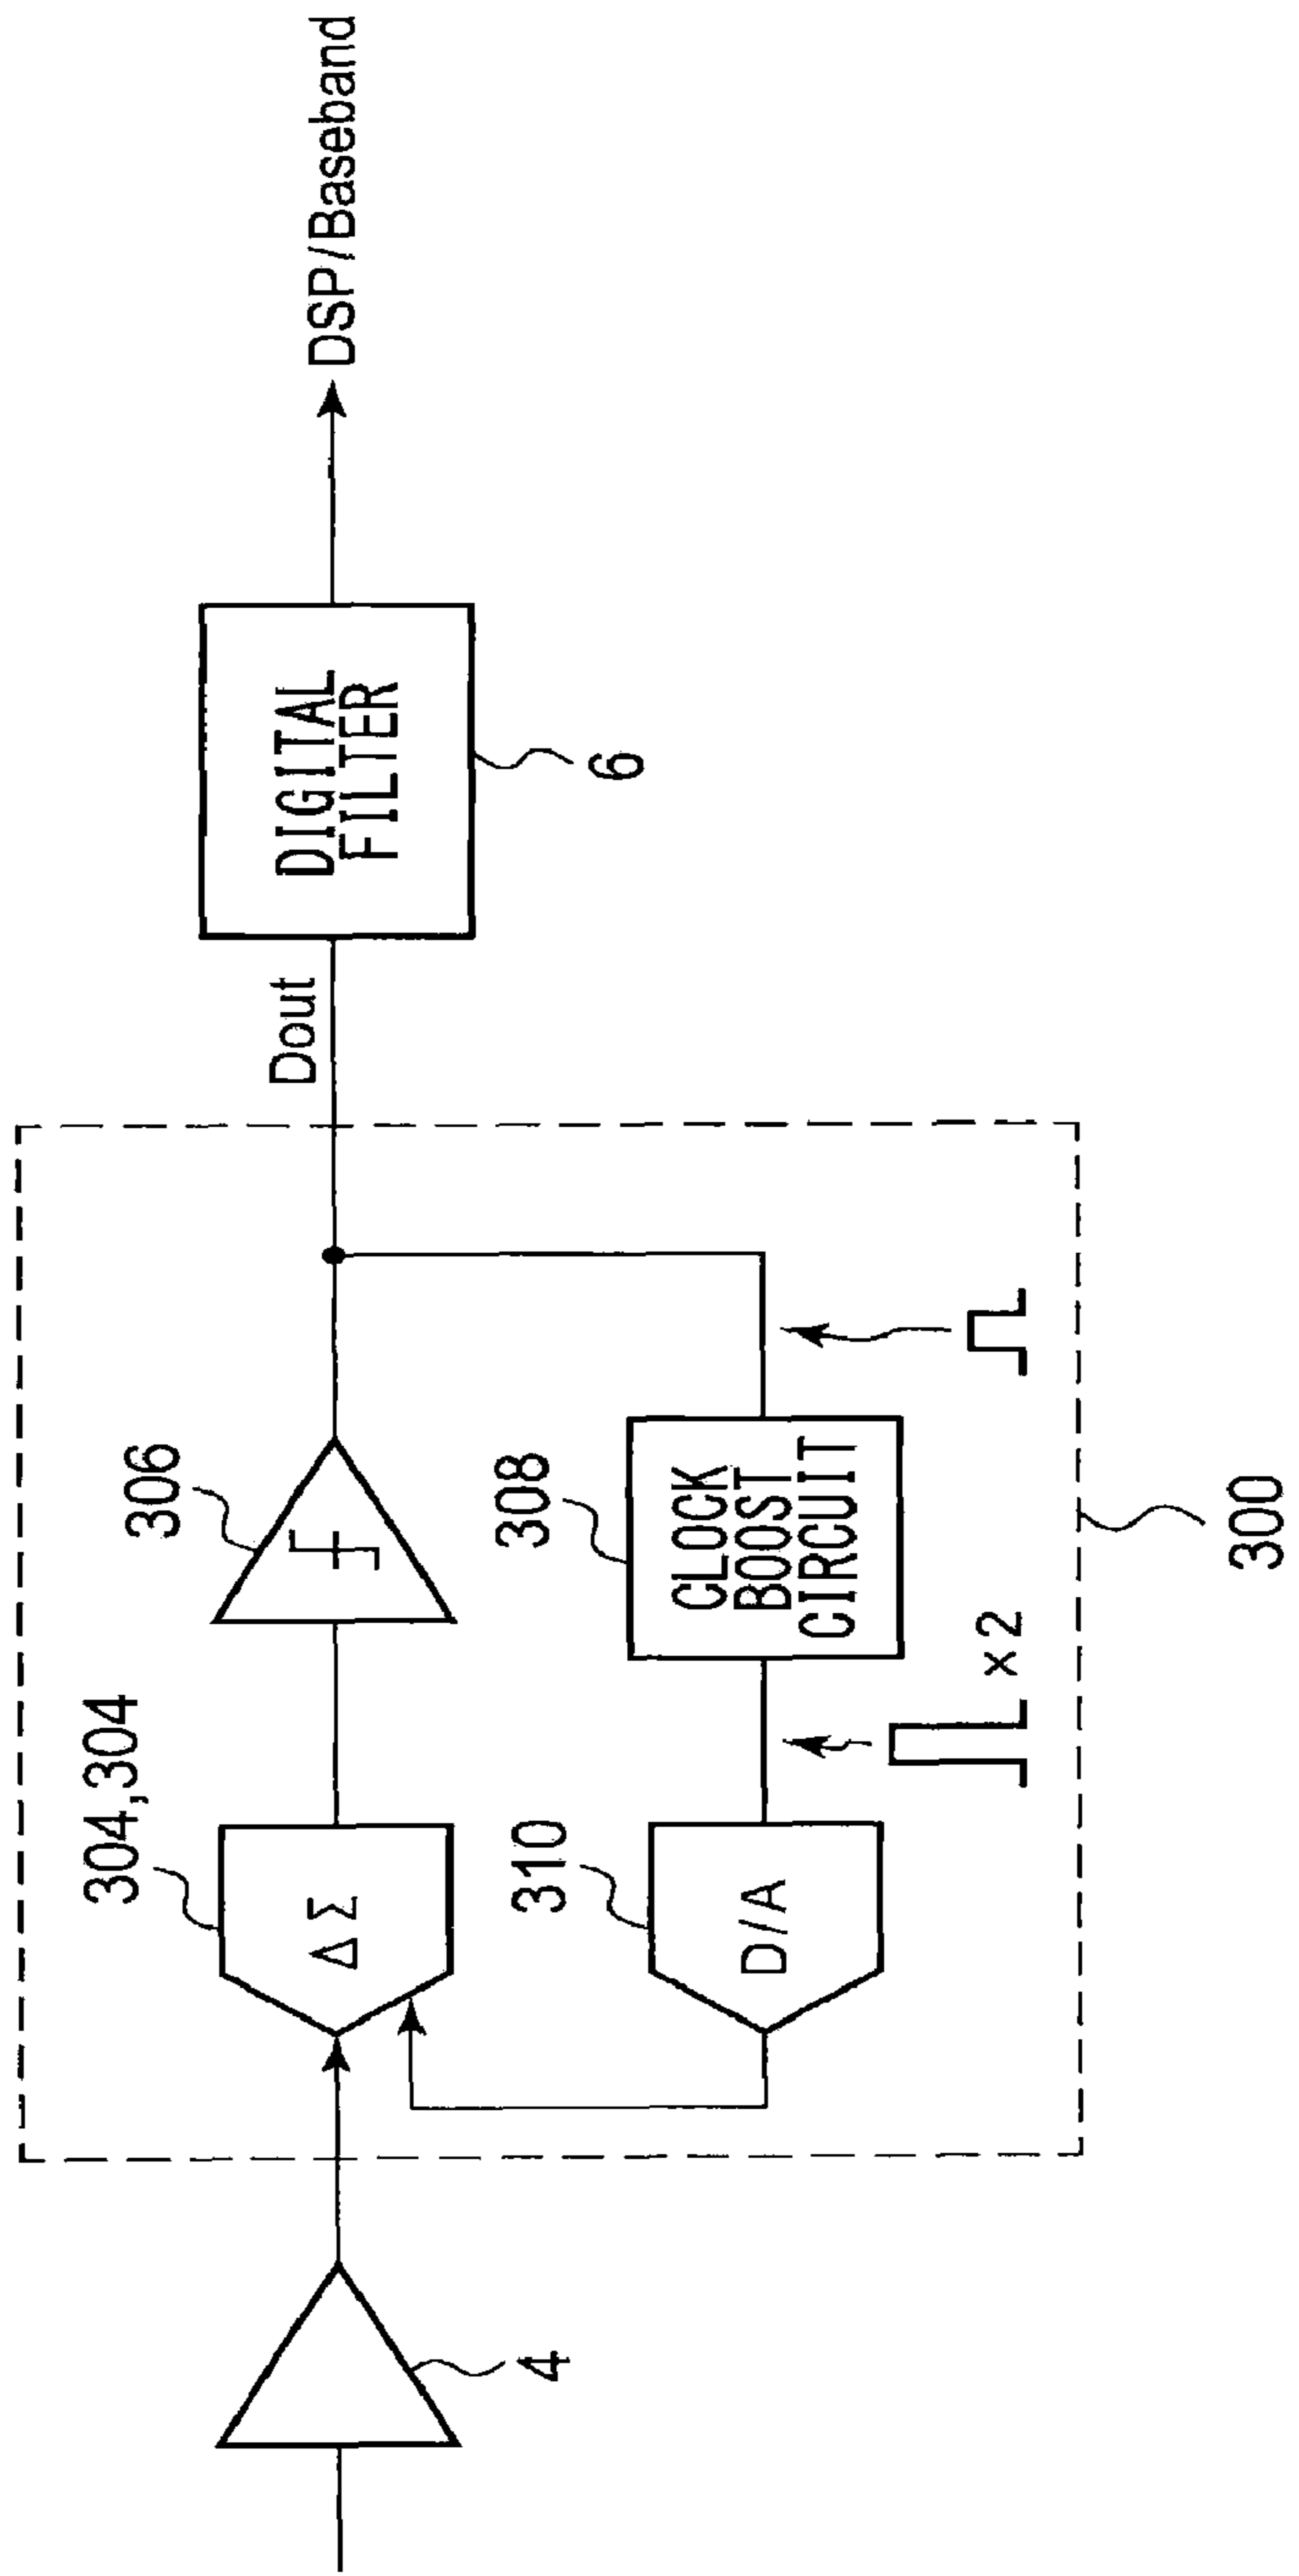 304,304
306
ΔΣ
Dout
DIGITAL
FILTER
DSP/Baseband
4
6
310
308
D/A
CLOCK
BOOST
CIRCUIT
×2
300